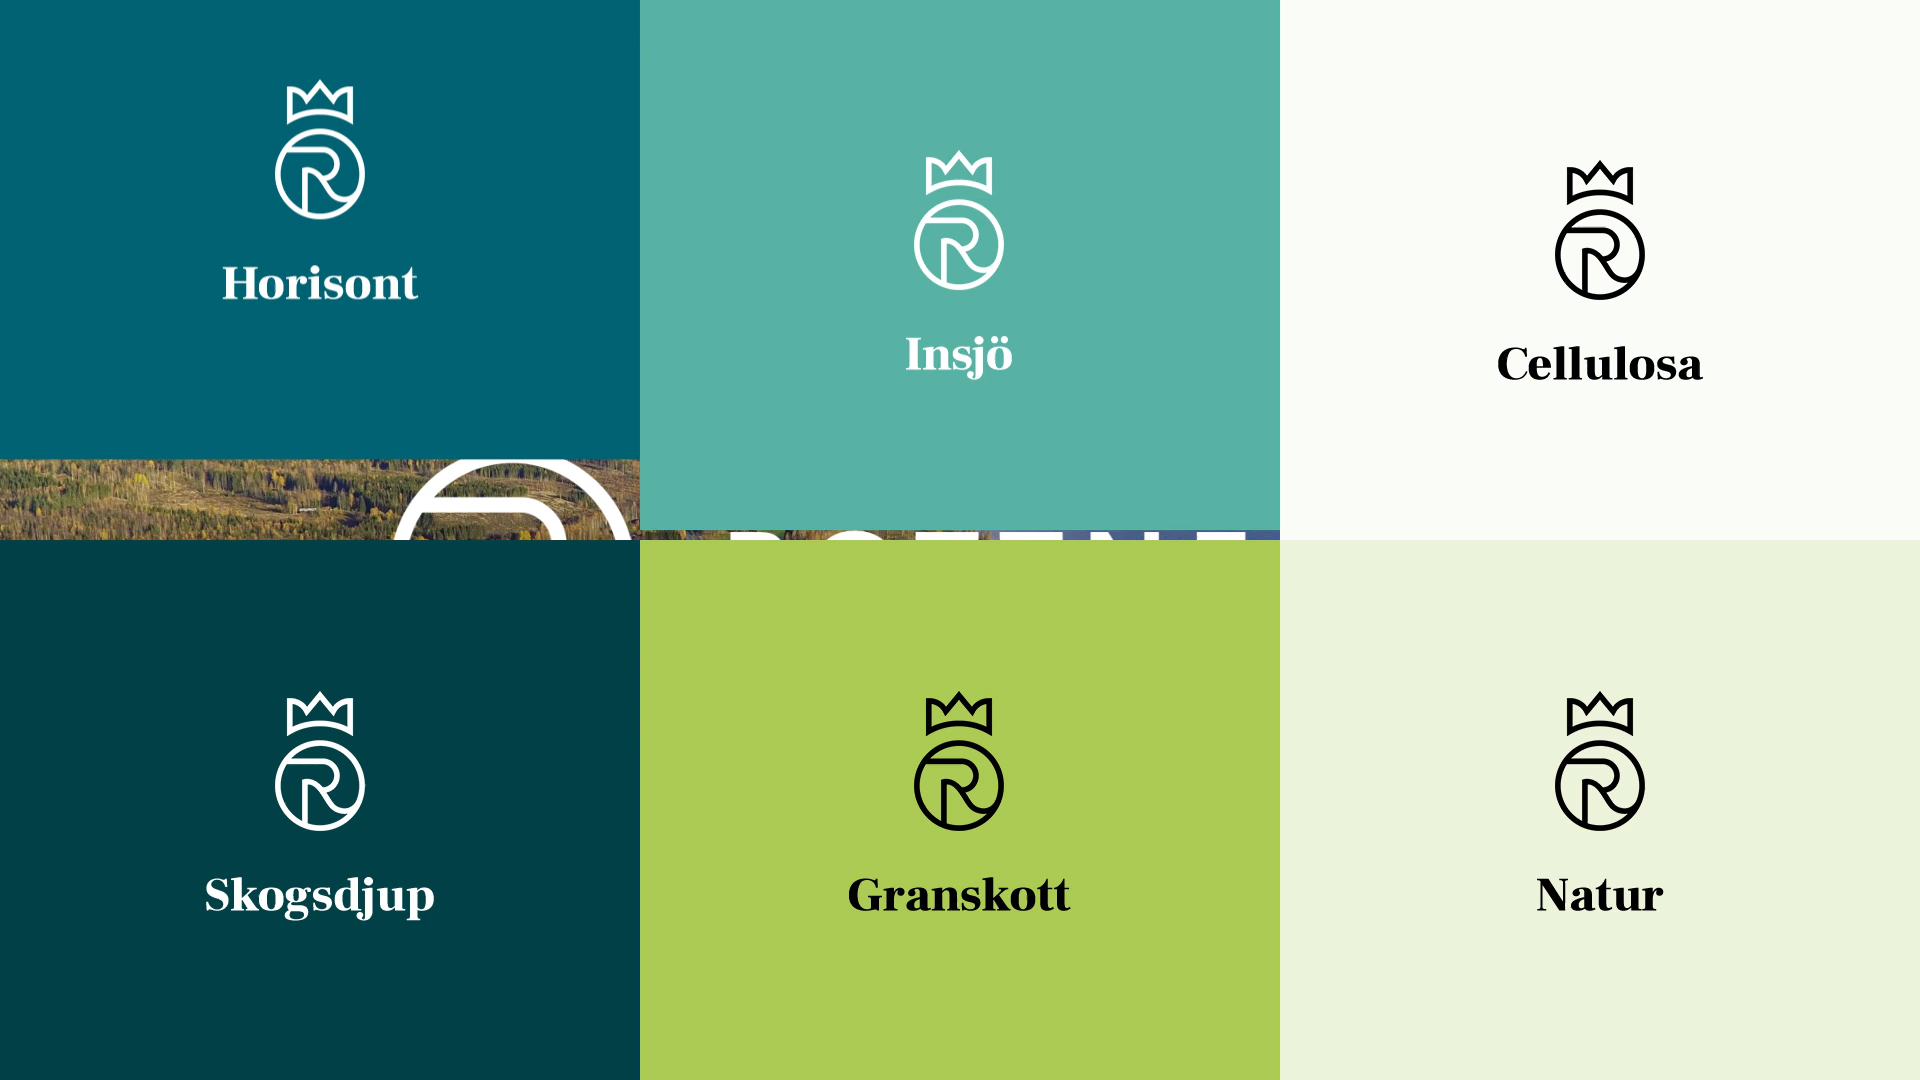 Horisont
Insjö
Cellulosa
Skogsdjup
Granskott
Natur